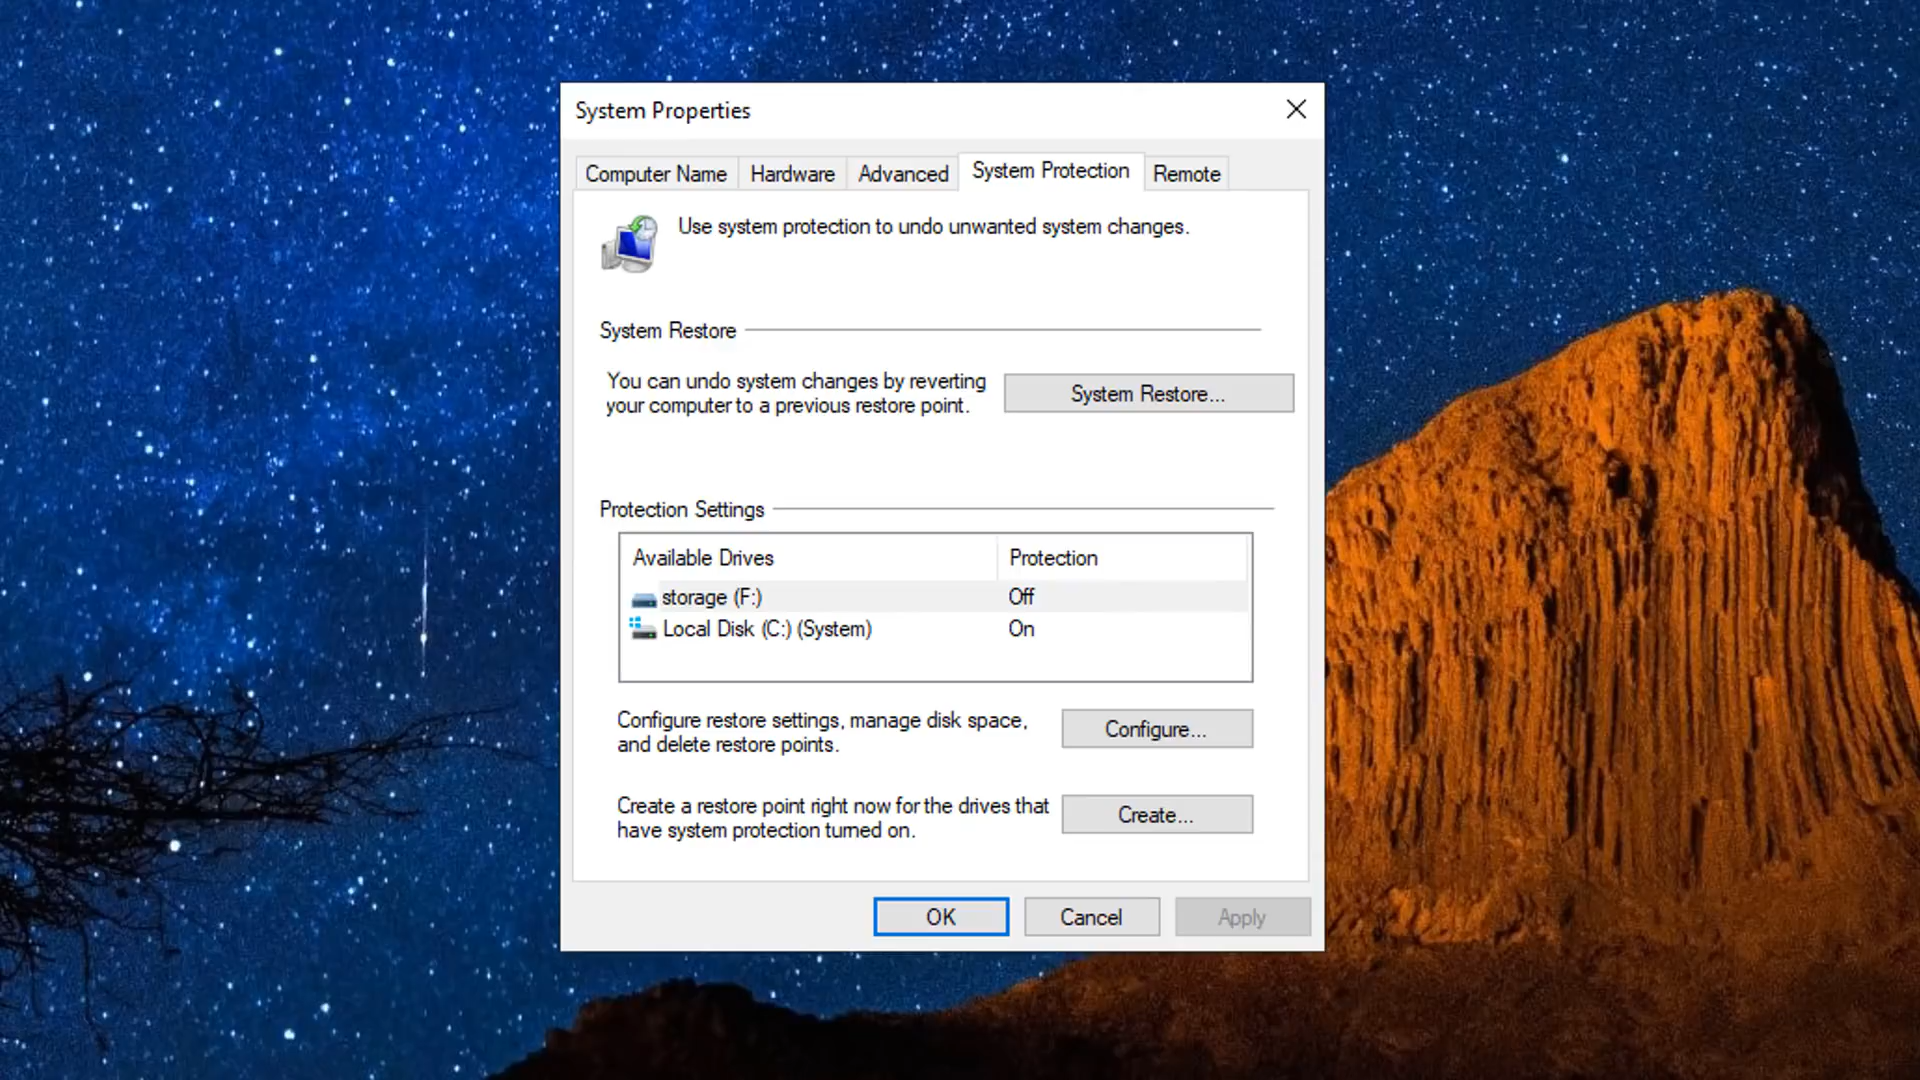 System Properties
Computer Name Hardware Advanced System Protection Remote
Use system protection to undo unwanted system changes.
System Restore
You can undo system changes by reverting
your computer to a previous restore point.
System Restore...
Protection Settings
Available Drives Protection
storage (F:) Off
Local Disk (C:) (System) On
Configure restore settings, manage disk space,
and delete restore points.
Configure...
Create a restore point right now for the drives that
have system protection turned on.
Create...
OK Cancel Apply